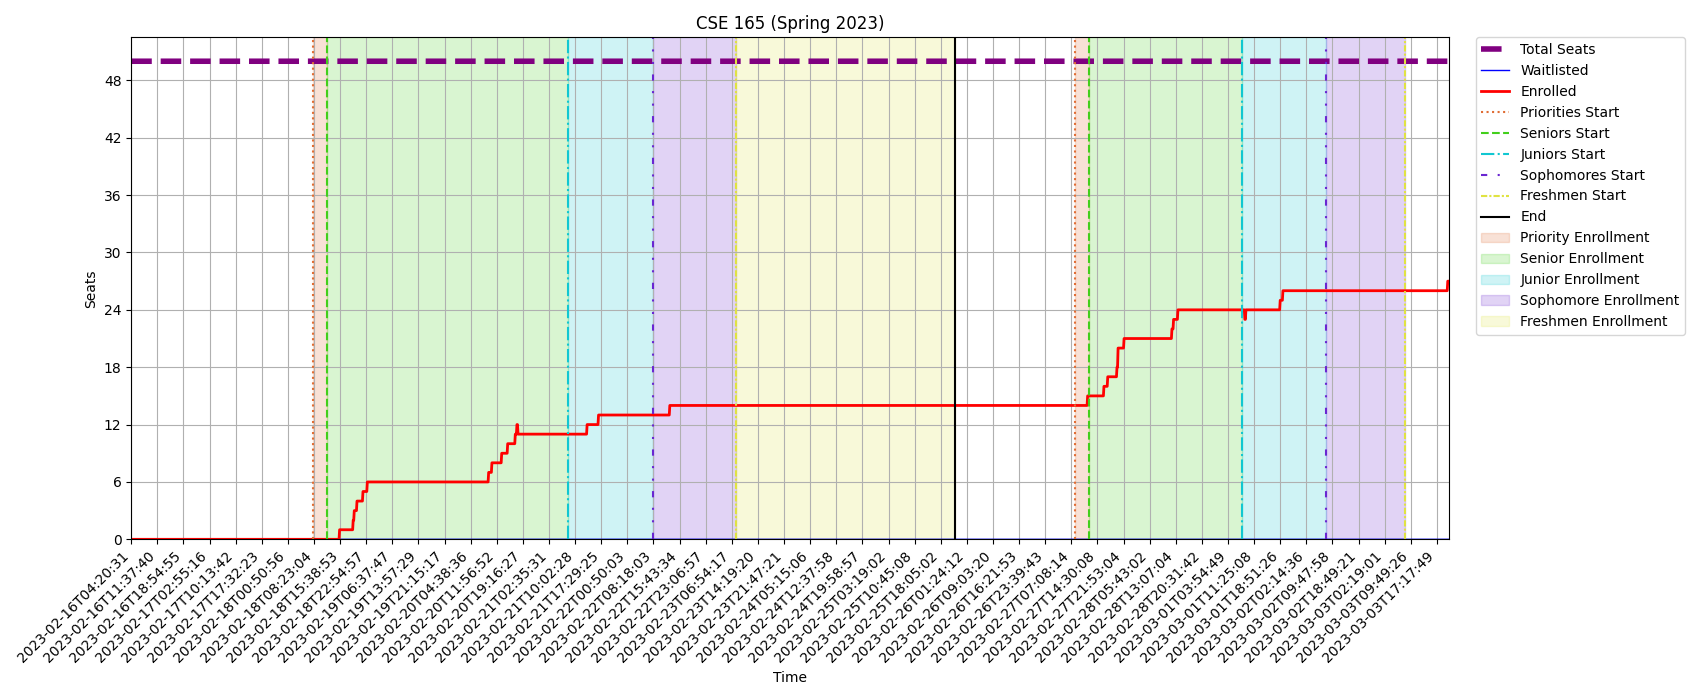 CSE 165 (Spring 2023)
Seats
48
42
36
30
24
18
12
6
0
2023-02-16T04:20:31
2023-02-16T11:37:40
2023-02-16T18:54:55
2023-02-17T02:55:16
2023-02-17T10:13:42
2023-02-17T17:32:23
2023-02-18T00:50:56
2023-02-18T08:23:04
2023-02-18T15:38:53
2023-02-18T22:54:57
2023-02-19T06:37:47
2023-02-19T13:57:29
2023-02-19T21:15:17
2023-02-20T04:38:36
2023-02-20T11:56:52
2023-02-20T19:16:27
2023-02-21T02:35:31
2023-02-21T10:02:28
2023-02-21T17:29:25
2023-02-22T00:50:03
2023-02-22T08:18:03
2023-02-22T15:43:34
2023-02-22T23:06:57
2023-02-23T06:54:17
2023-02-23T14:19:20
2023-02-23T21:47:21
2023-02-24T05:15:06
2023-02-24T12:37:58
2023-02-24T19:58:57
2023-02-25T03:19:02
2023-02-25T10:45:08
2023-02-25T18:05:02
2023-02-26T01:24:12
2023-02-26T09:03:20
2023-02-26T16:21:53
2023-02-26T23:39:43
2023-02-27T07:08:14
2023-02-27T14:30:08
2023-02-27T21:53:04
2023-02-28T05:43:02
2023-02-28T13:07:04
2023-02-28T20:31:42
2023-03-01T03:54:49
2023-03-01T11:25:08
2023-03-01T18:51:26
2023-03-02T02:14:36
2023-03-02T09:47:58
2023-03-02T18:49:21
2023-03-03T02:19:01
2023-03-03T09:49:26
2023-03-03T17:17:49
Time
Total Seats
Waitlisted
Enrolled
Priorities Start
Seniors Start
Juniors Start
Sophomores Start
Freshmen Start
End
Priority Enrollment
Senior Enrollment
Junior Enrollment
Sophomore Enrollment
Freshmen Enrollment